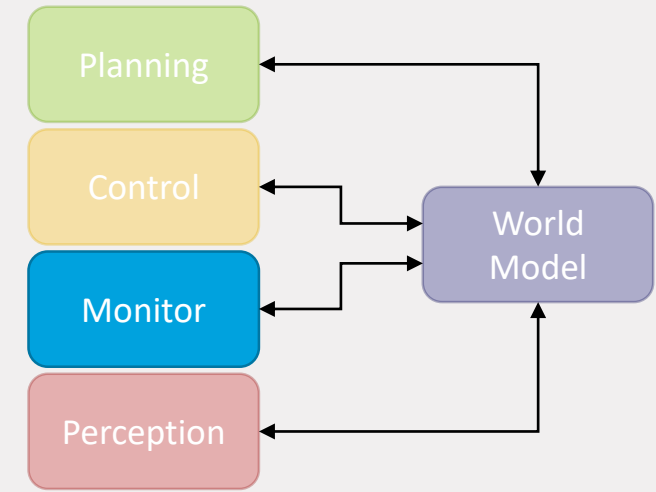 Planning
Control
World
Model
Monitor
Perception